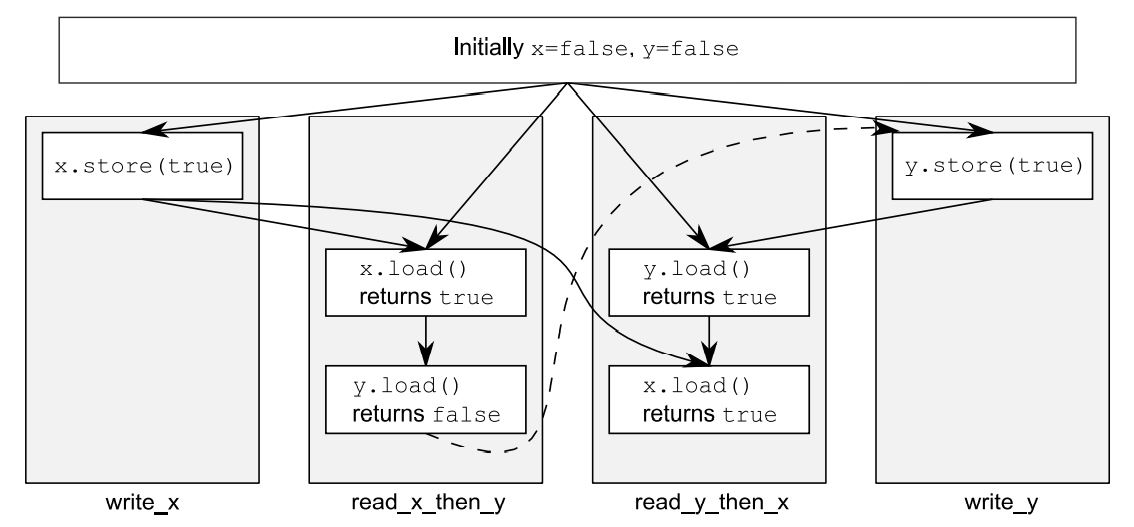 Initially x=false, y=false
x.store(true)
y.store(true)
x.load()
returns true
y.load()
returns true
y.load()
returns false
x.load()
returns true
write_x
read_x_then_y
read_y_then_x
write_y